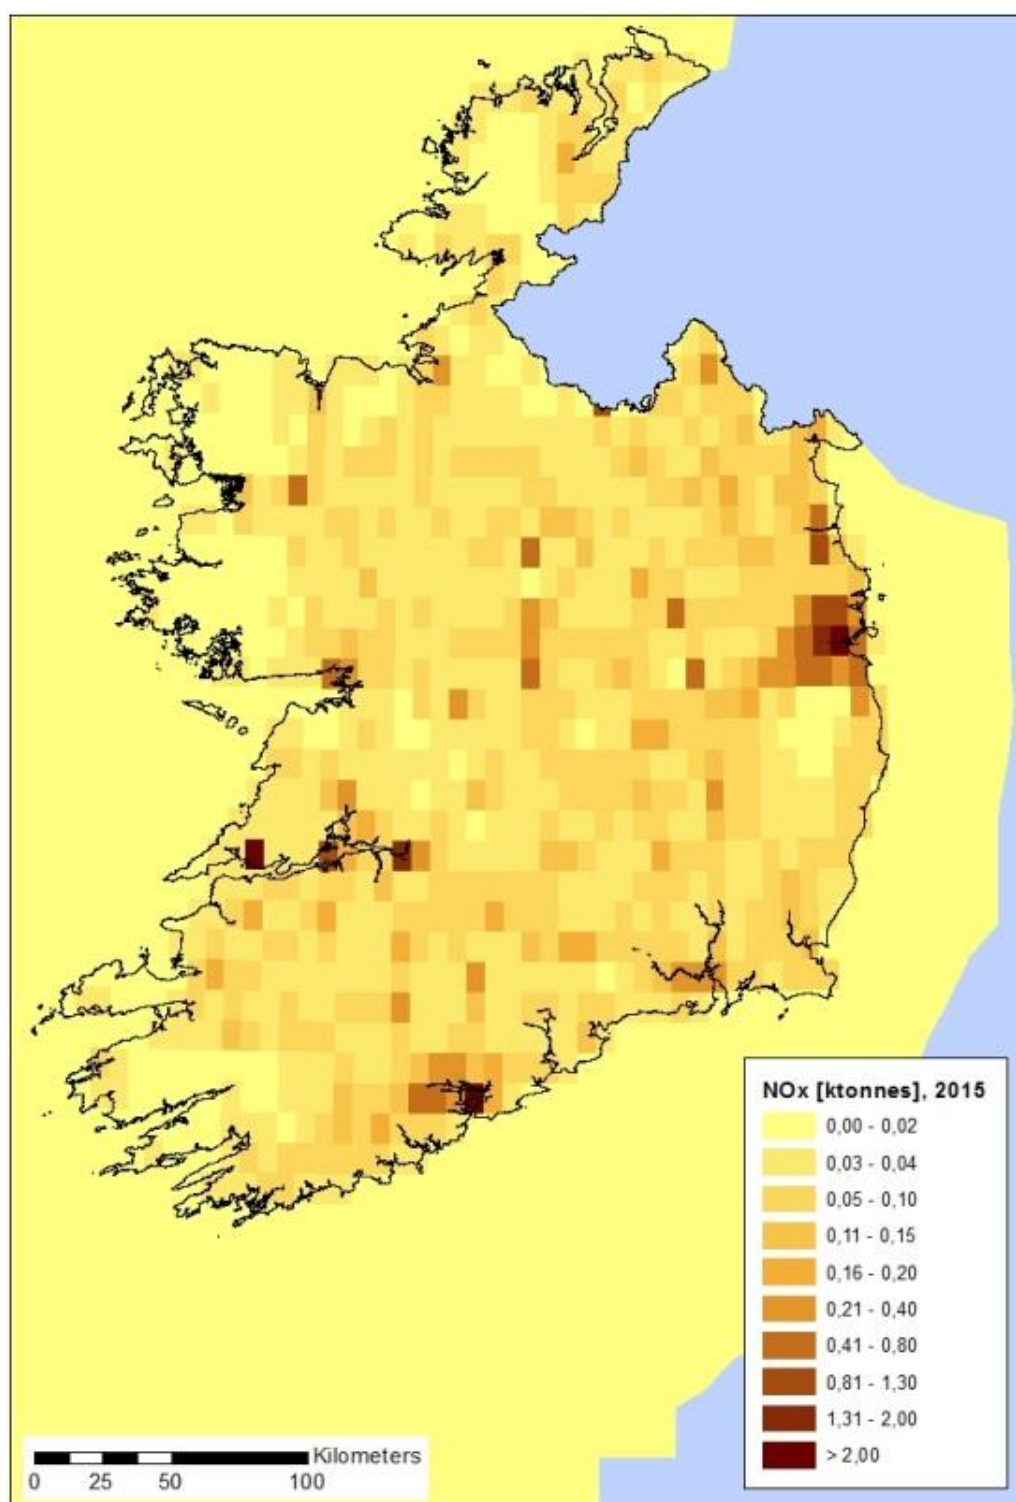 NOx [ktonnes], 2015
0,00 - 0,02
0,03 - 0,04
0,05 - 0,10
0,11 - 0,15
0,16 - 0,20
0,21 - 0,40
0,41 - 0,80
0,81 - 1,30
1,31 - 2,00
> 2,00
Kilometers
0 25 50 100